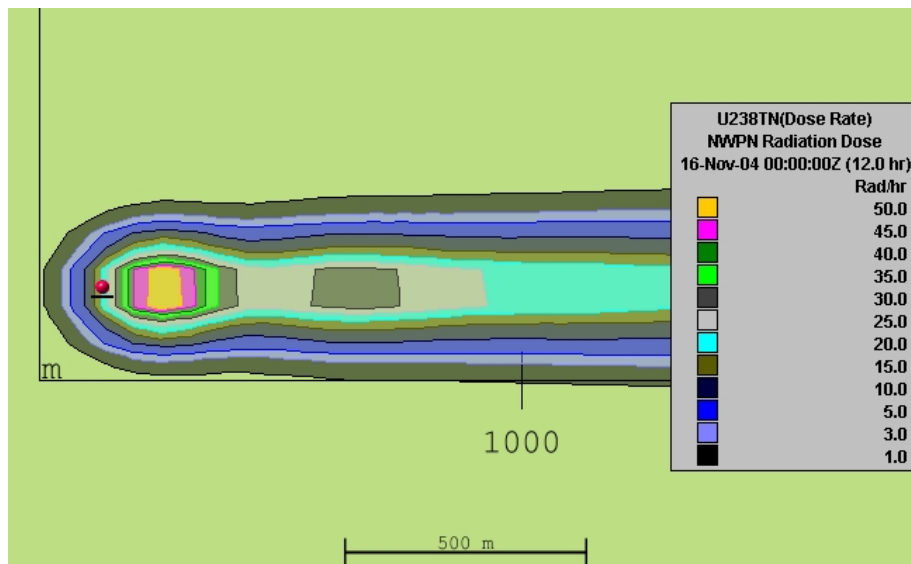 U238TN(Dose Rate)
NWPN Radiation Dose
16-Nov-04 00:00:00Z (12.0 hr)
Rad/hr
50.0
45.0
40.0
35.0
30.0
25.0
20.0
15.0
10.0
5.0
3.0
1.0
m
1000
500 m